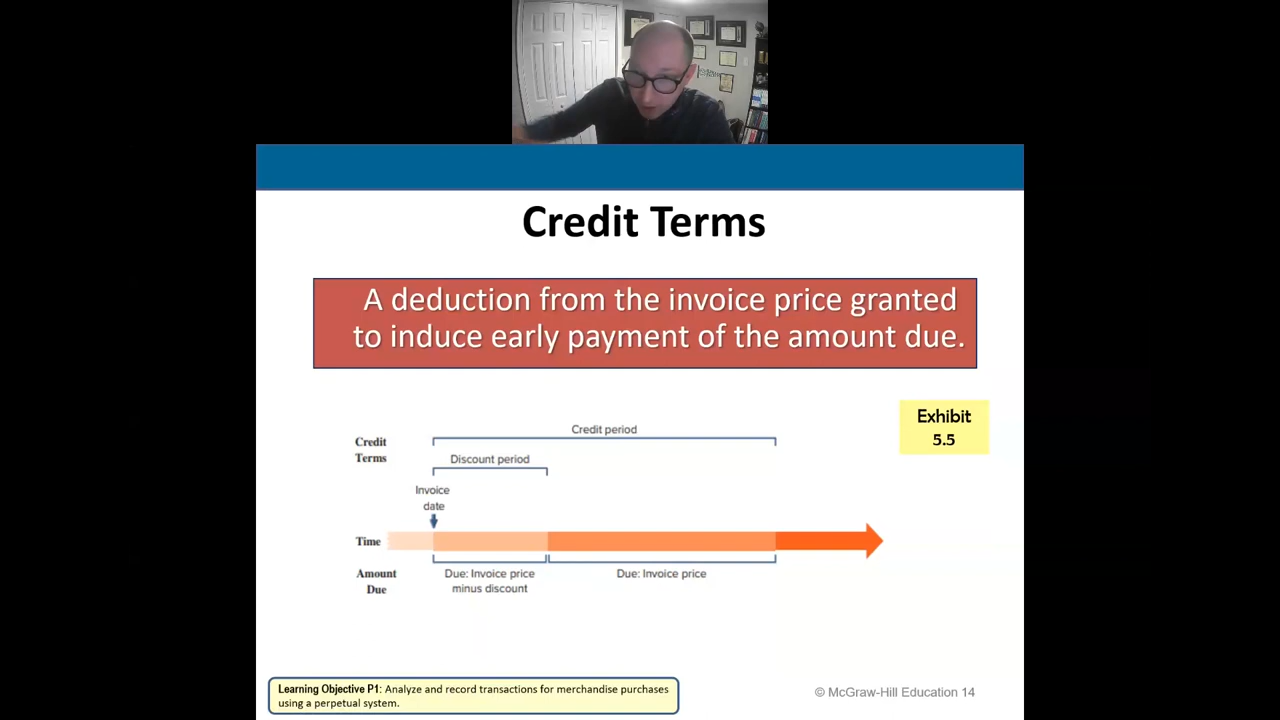 Credit Terms
A deduction from the invoice price granted
to induce early payment of the amount due.
Exhibit
5.5
Credit period
Credit
Terms
Discount period
Invoice
date
Time
Amount
Due
Due: Invoice price
minus discount
Due: Invoice price
Learning Objective P1: Analyze and record transactions for merchandise purchases
using a perpetual system.
© McGraw-Hill Education 14